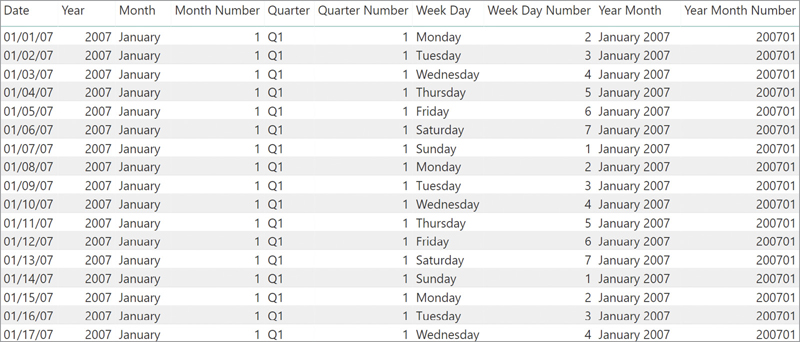 Date Year Month Month Number Quarter Quarter Number Week Day Week Day Number Year Month Year Month Number
01/01/07 2007 January 1 Q1 1 Monday 2 January 2007 200701
01/02/07 2007 January 1 Q1 1 Tuesday 3 January 2007 200701
01/03/07 2007 January 1 Q1 1 Wednesday 4 January 2007 200701
01/04/07 2007 January 1 Q1 1 Thursday 5 January 2007 200701
01/05/07 2007 January 1 Q1 1 Friday 6 January 2007 200701
01/06/07 2007 January 1 Q1 1 Saturday 7 January 2007 200701
01/07/07 2007 January 1 Q1 1 Sunday 1 January 2007 200701
01/08/07 2007 January 1 Q1 1 Monday 2 January 2007 200701
01/09/07 2007 January 1 Q1 1 Tuesday 3 January 2007 200701
01/10/07 2007 January 1 Q1 1 Wednesday 4 January 2007 200701
01/11/07 2007 January 1 Q1 1 Thursday 5 January 2007 200701
01/12/07 2007 January 1 Q1 1 Friday 6 January 2007 200701
01/13/07 2007 January 1 Q1 1 Saturday 7 January 2007 200701
01/14/07 2007 January 1 Q1 1 Sunday 1 January 2007 200701
01/15/07 2007 January 1 Q1 1 Monday 2 January 2007 200701
01/16/07 2007 January 1 Q1 1 Tuesday 3 January 2007 200701
01/17/07 2007 January 1 Q1 1 Wednesday 4 January 2007 200701